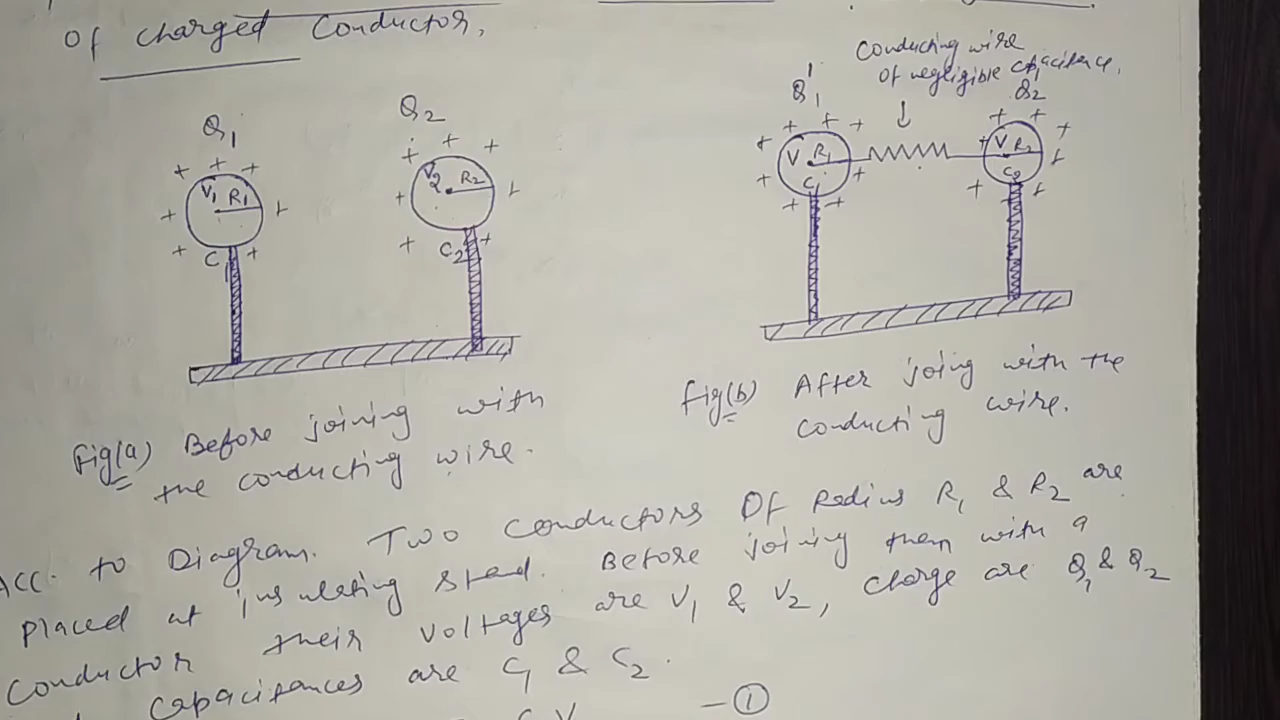 Of charged Conductor,
Conducting wire
Of negligible capacitence.
Q1
Q2
Q'1
Q'2
V1 R1
V2 R2
V R1
V R2
C1
C2
C1
C2
Fig(a) Before joining with
the conducting wire.
Fig(b) After joing with the
conducting wire.
Acc. to Diagram. Two Conductors Of Radius R1 & R2 are
placed at insulating stand. Before joining them with a
conductor their voltages are V1 & V2, charge are Q1 & Q2
capacitances are C1 & C2.
— ①